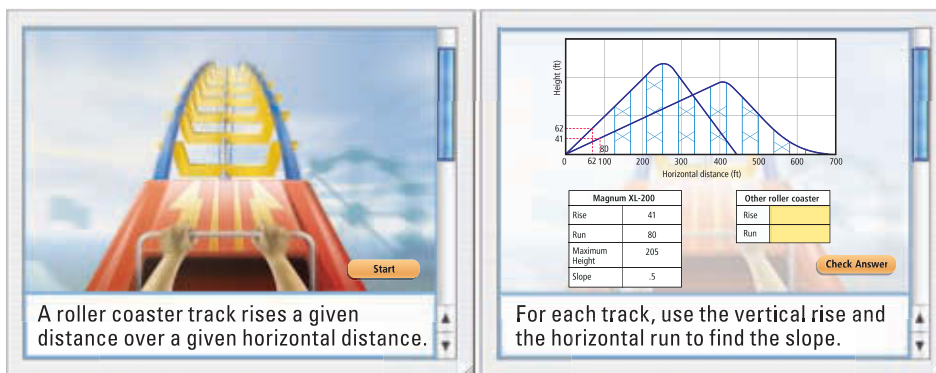 Start
A roller coaster track rises a given
distance over a given horizontal distance.
Height (ft)
62
41
80
0 62 100 200 300 400 500 600 700
Horizontal distance (ft)
Magnum XL-200
Rise 41
Run 80
Maximum
Height 205
Slope .5
Other roller coaster
Rise
Run
Check Answer
For each track, use the vertical rise and
the horizontal run to find the slope.